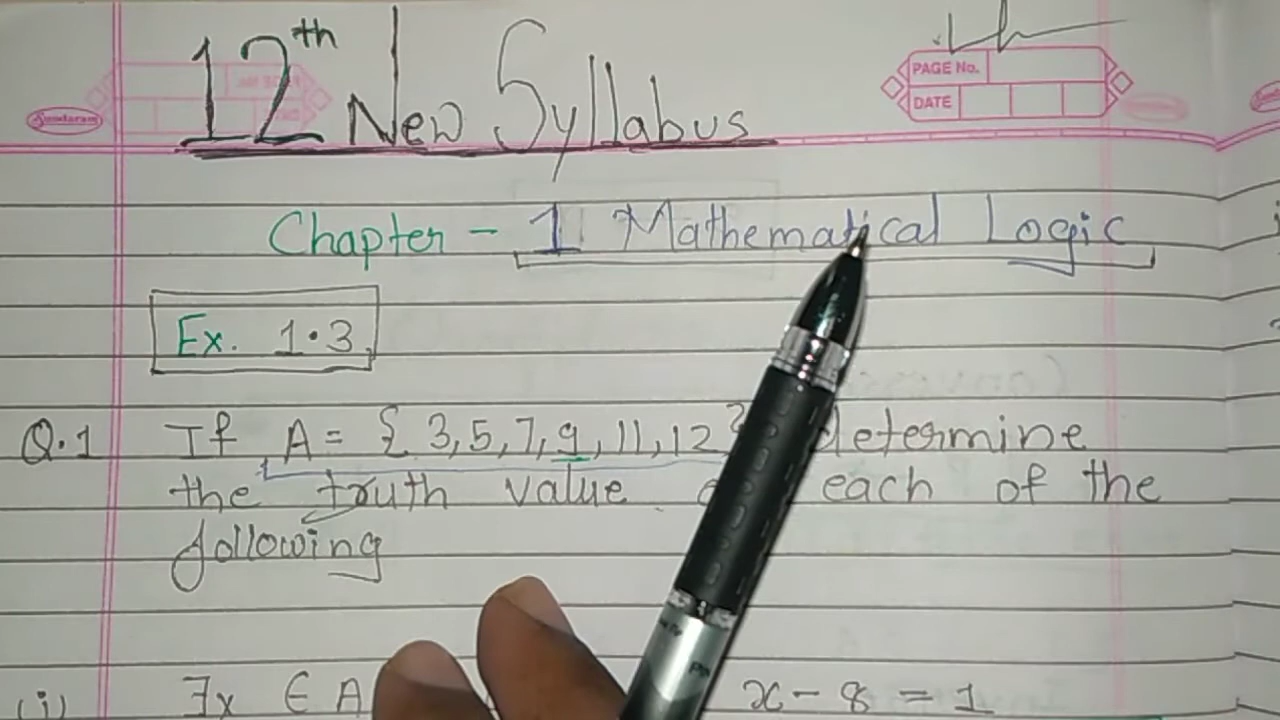 12th New Syllabus
Sundaram
PAGE No.
DATE
Chapter - 1 Mathematical Logic
Ex. 1.3
Q.1 If A = { 3, 5, 7, 9, 11, 12 } determine
the truth value each of the
following
(i) ∃x ∈ A x - 8 = 1